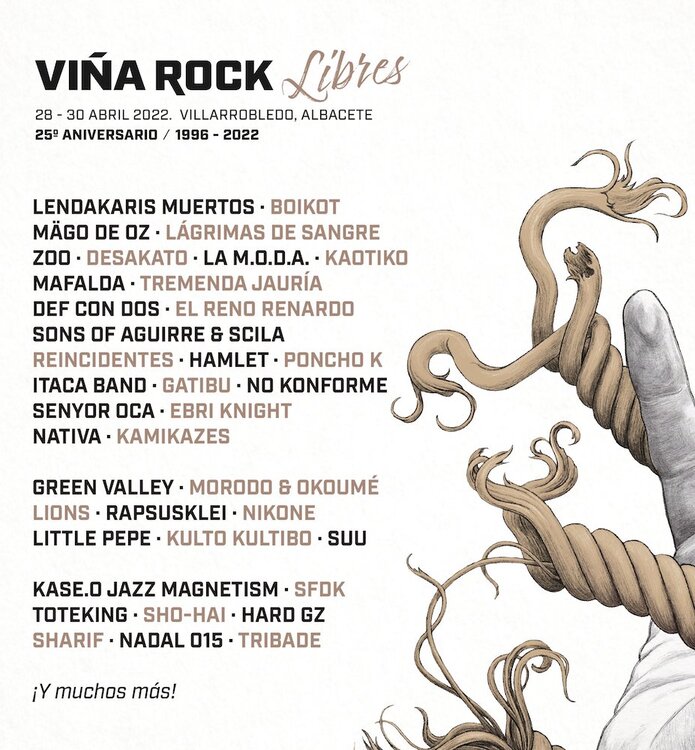 VIÑA ROCK Libres
28 - 30 ABRIL 2022. VILLARROBLEDO, ALBACETE
25º ANIVERSARIO / 1996 - 2022
LENDAKARIS MUERTOS · BOIKOT
MÄGO DE OZ · LÁGRIMAS DE SANGRE
ZOO · DESAKATO · LA M.O.D.A. · KAOTIKO
MAFALDA · TREMENDA JAURÍA
DEF CON DOS · EL RENO RENARDO
SONS OF AGUIRRE & SCILA
REINCIDENTES · HAMLET · PONCHO K
ITACA BAND · GATIBU · NO KONFORME
SENYOR OCA · EBRI KNIGHT
NATIVA · KAMIKAZES
GREEN VALLEY · MORODO & OKOUMÉ
LIONS · RAPSUSKLEI · NIKONE
LITTLE PEPE · KULTO KULTIBO · SUU
KASE.O JAZZ MAGNETISM · SFDK
TOTEKING · SHO-HAI · HARD GZ
SHARIF · NADAL 015 · TRIBADE
¡Y muchos más!